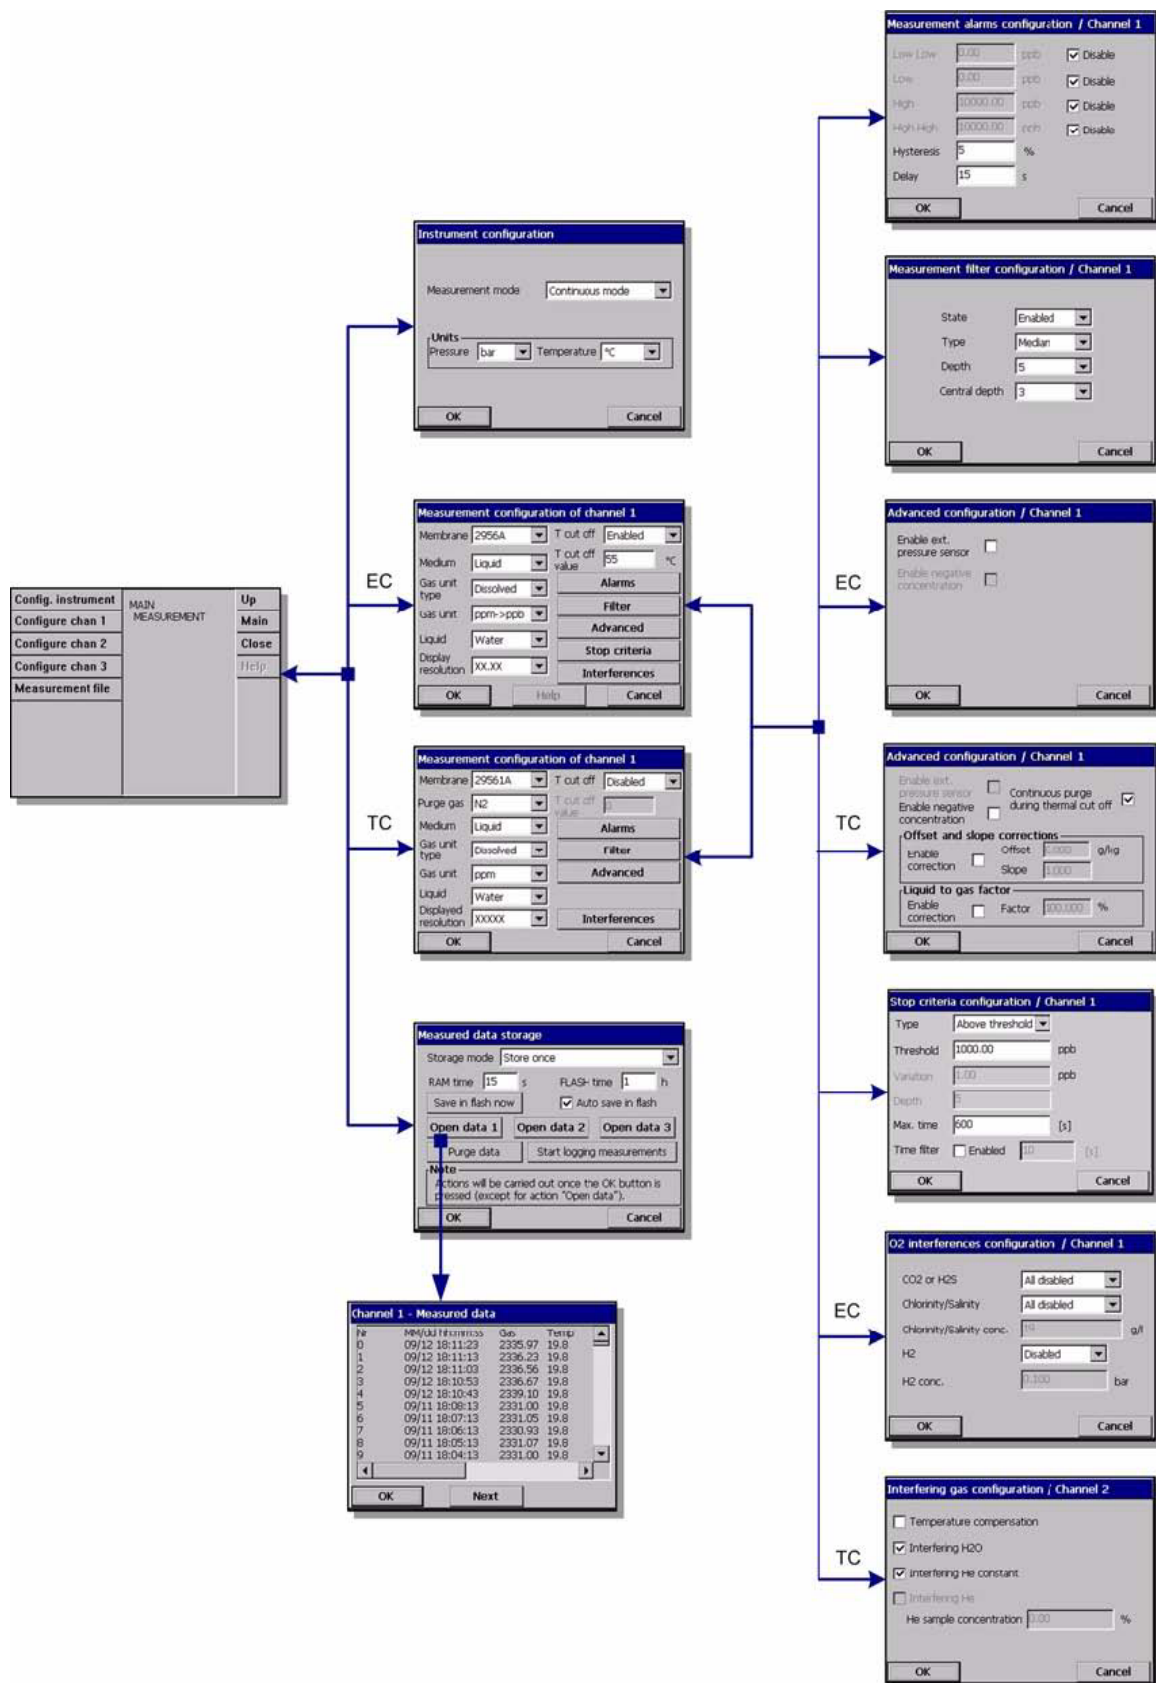 Config. instrument
Configure chan 1
Configure chan 2
Configure chan 3
Measurement file
MAIN
MEASUREMENT
Up
Main
Close
Help
Instrument configuration
Measurement mode Continuous mode
Units
Pressure bar Temperature °C
OK Cancel
EC
Measurement configuration of channel 1
Membrane 2956A T cut off Enabled
Medium Liquid T cut off value 55 °C
Gas unit type Dissolved Alarms
Gas unit ppm->ppb Filter
Advanced
Liquid Water Stop criteria
Display resolution XX.XX Interferences
OK Help Cancel
TC
Measurement configuration of channel 1
Membrane 29561A T cut off Disabled
Purge gas N2 T cut off value 0
Medium Liquid Alarms
Gas unit type Dissolved Filter
Gas unit ppm Advanced
Liquid Water
Displayed resolution XXXXX Interferences
OK Cancel
Measured data storage
Storage mode Store once
RAM time 15 s FLASH time 1 h
Save in flash now Auto save in flash
Open data 1 Open data 2 Open data 3
Purge data Start logging measurements
Note
Actions will be carried out once the OK button is
pressed (except for action "Open data").
OK Cancel
Channel 1 - Measured data
Nr MM/dd hh:mm:ss Gas Temp
0 09/12 18:11:23 2335.97 19.8
1 09/12 18:11:13 2336.23 19.8
2 09/12 18:11:03 2336.56 19.8
3 09/12 18:10:53 2336.67 19.8
4 09/12 18:10:43 2339.10 19.8
5 09/11 18:08:13 2331.00 19.8
6 09/11 18:07:13 2331.05 19.8
7 09/11 18:06:13 2330.93 19.8
8 09/11 18:05:13 2331.07 19.8
9 09/11 18:04:13 2331.00 19.8
OK Next
Measurement alarms configuration / Channel 1
Low Low 0.00 ppb Disable
Low 0.00 ppb Disable
High 10000.00 ppb Disable
High High 10000.00 ppb Disable
Hysteresis 5 %
Delay 15 s
OK Cancel
Measurement filter configuration / Channel 1
State Enabled
Type Median
Depth 5
Central depth 3
OK Cancel
EC
Advanced configuration / Channel 1
Enable ext.
pressure sensor
Enable negative
concentration
OK Cancel
TC
Advanced configuration / Channel 1
Enable ext.
pressure sensor
Continuous purge
during thermal cut off
Enable negative
concentration
Offset and slope corrections
Enable correction Offset 0.000 g/kg
Slope 1.000
Liquid to gas factor
Enable correction Factor 100.000 %
OK Cancel
Stop criteria configuration / Channel 1
Type Above threshold
Threshold 1000.00 ppb
Variation 1.00 ppb
Depth 5
Max. time 600 [s]
Time filter Enabled 10 [s]
OK Cancel
EC
O2 interferences configuration / Channel 1
CO2 or H2S All disabled
Chlorinity/Salinity All disabled
Chlorinity/Salinity conc. g/l
H2 Disabled
H2 conc. 0.100 bar
OK Cancel
TC
Interfering gas configuration / Channel 2
Temperature compensation
Interfering H2O
Interfering He constant
Interfering He
He sample concentration 0.00 %
OK Cancel